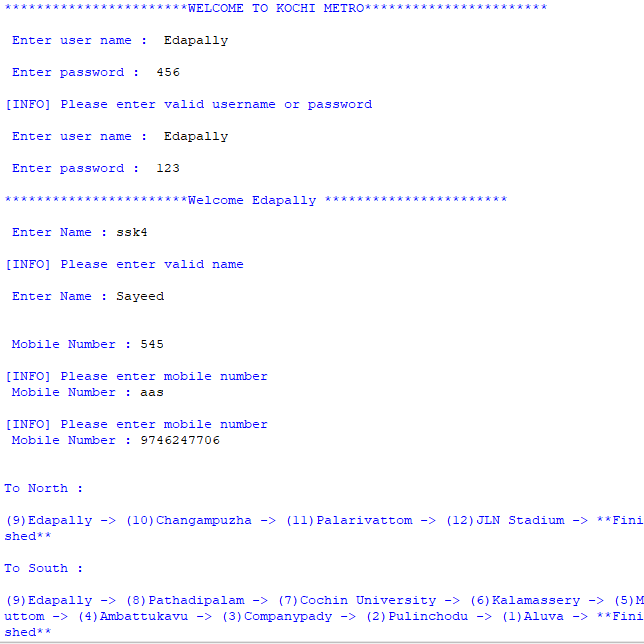 ***********************WELCOME TO KOCHI METRO***********************
Enter user name :  Edapally
Enter password :  456
[INFO] Please enter valid username or password
Enter user name :  Edapally
Enter password :  123
***********************Welcome Edapally ***********************
Enter Name : ssk4
[INFO] Please enter valid name
Enter Name : Sayeed
Mobile Number : 545
[INFO] Please enter mobile number
Mobile Number : aas
[INFO] Please enter mobile number
Mobile Number : 9746247706
To North :
(9)Edapally -> (10)Changampuzha -> (11)Palarivattom -> (12)JLN Stadium -> **Fini
shed**
To South :
(9)Edapally -> (8)Pathadipalam -> (7)Cochin University -> (6)Kalamassery -> (5)M
uttom -> (4)Ambattukavu -> (3)Companypady -> (2)Pulinchodu -> (1)Aluva -> **Fini
shed**